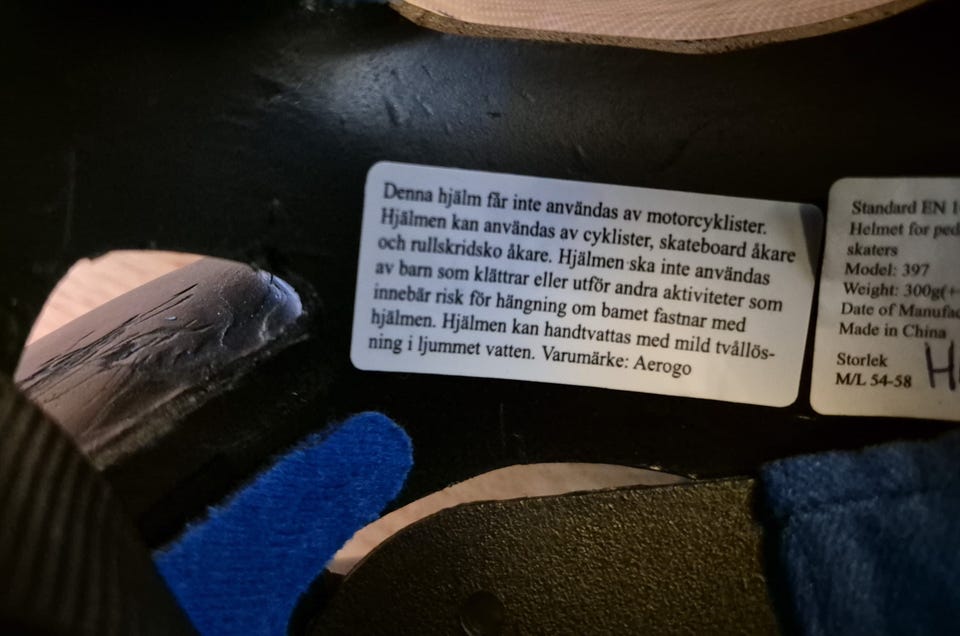 Denna hjälm får inte användas av motorcyklister.
Hjälmen kan användas av cyklister, skateboard åkare
och rullskridsko åkare. Hjälmen ska inte användas
av barn som klättrar eller utför andra aktiviteter som
innebär risk för hängning om bamet fastnar med
hjälmen. Hjälmen kan handtvattas med mild tvållös-
ning i ljummet vatten. Varumärke: Aerogo
Standard EN
Helmet for
skaters
Model: 397
Weight: 300g(+
Date of
Made in China
Storlek
M/L 54-58